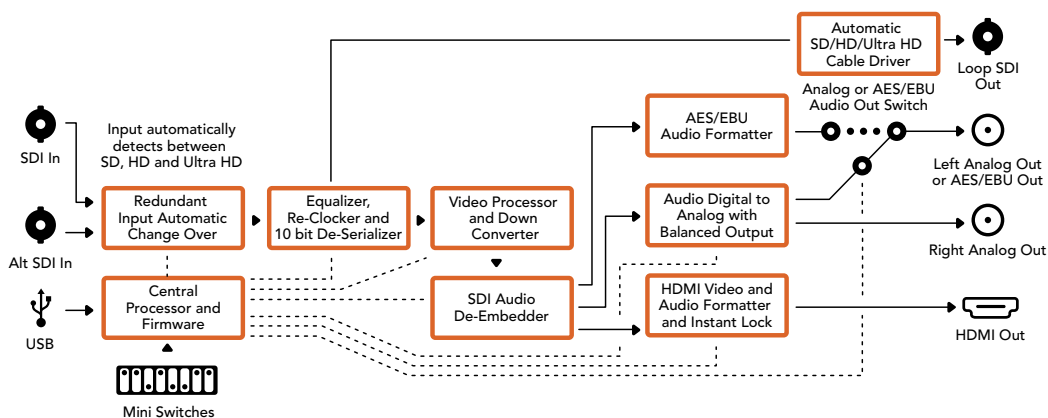 Automatic
SD/HD/Ultra HD
Cable Driver
Loop SDI
Out
Analog or AES/EBU
Audio Out Switch
AES/EBU
Audio Formatter
Input automatically
detects between
SD, HD and Ultra HD
SDI In
Left Analog Out
or AES/EBU Out
Redundant
Input Automatic
Change Over
Equalizer,
Re-Clocker and
10 bit De-Serializer
Video Processor
and Down
Converter
Audio Digital to
Analog with
Balanced Output
Alt SDI In
Right Analog Out
Central
Processor and
Firmware
SDI Audio
De-Embedder
HDMI Video and
Audio Formatter
and Instant Lock
USB
HDMI Out
Mini Switches